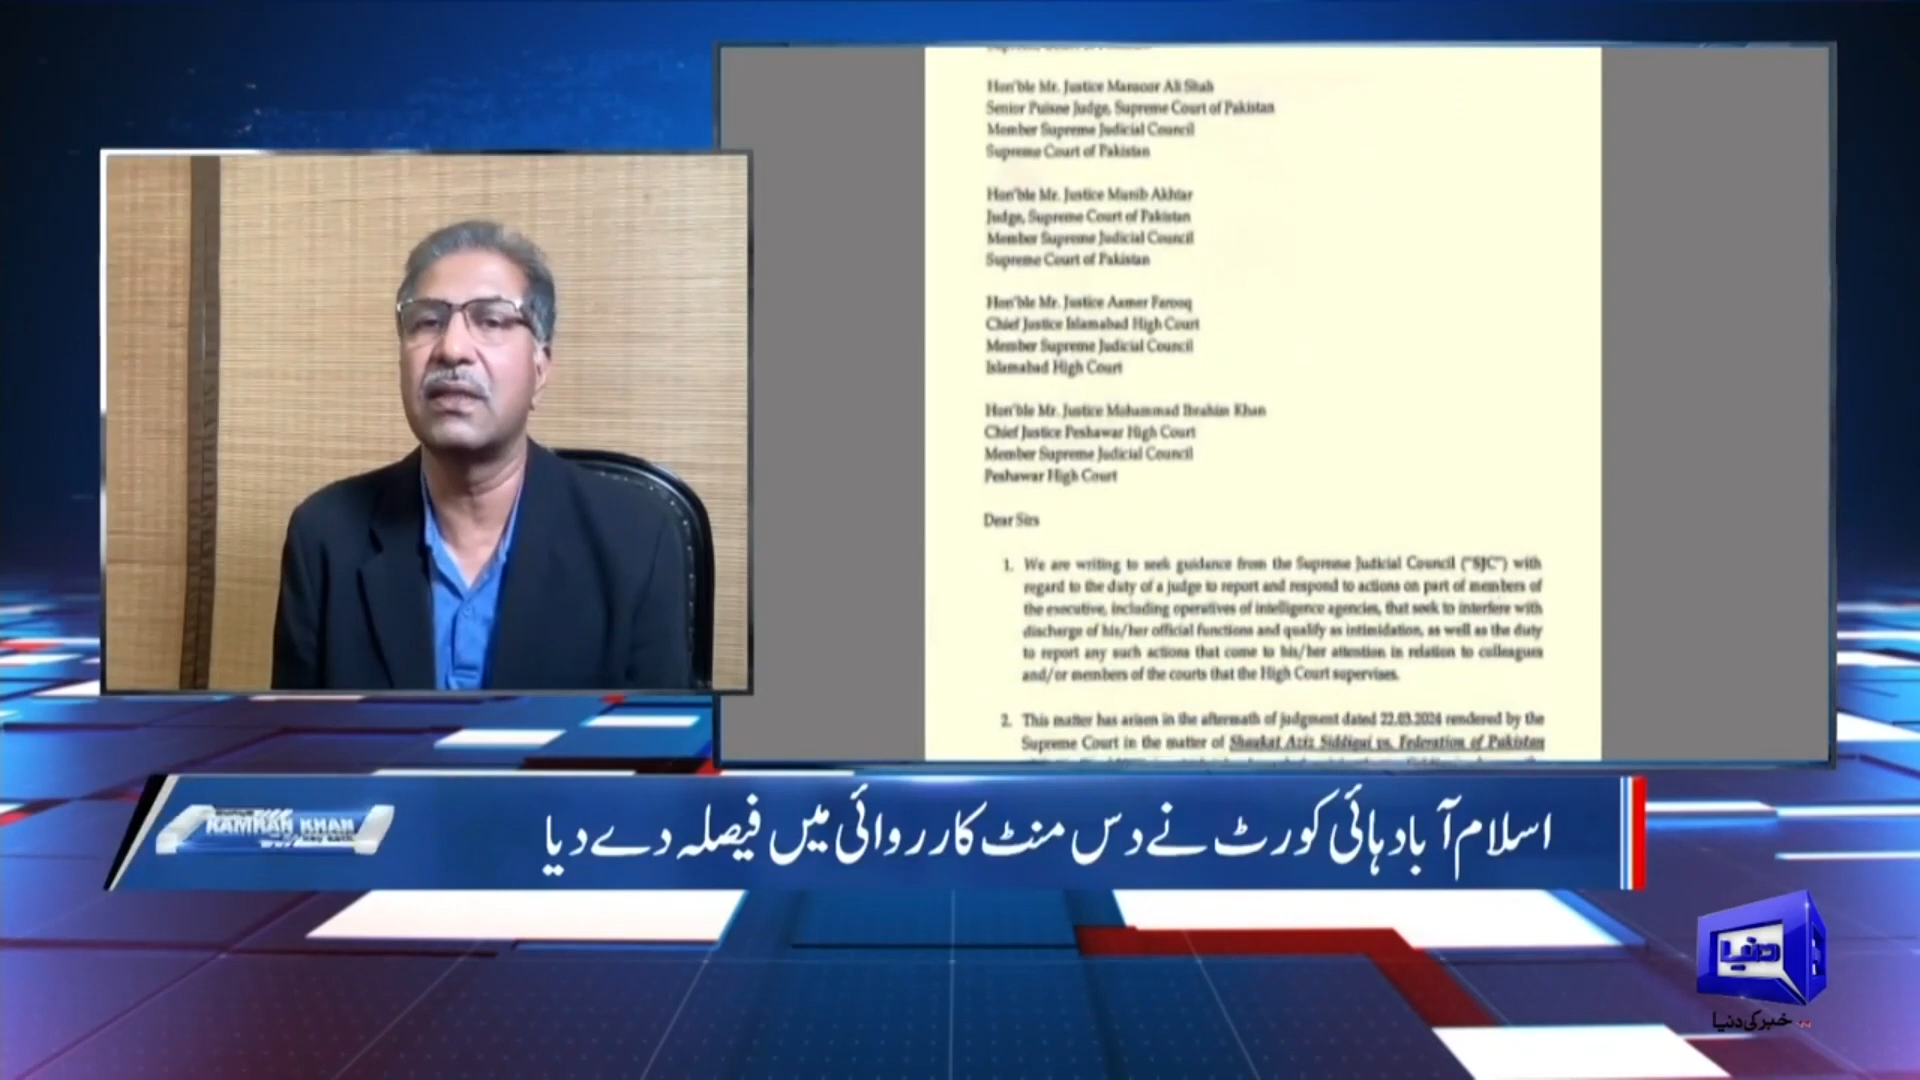 Hon'ble Mr. Justice Mansoor Ali Shah
Senior Puisne Judge, Supreme Court of Pakistan
Member Supreme Judicial Council
Supreme Court of Pakistan
Hon'ble Mr. Justice Munib Akhtar
Judge, Supreme Court of Pakistan
Member Supreme Judicial Council
Supreme Court of Pakistan
Hon'ble Mr. Justice Aamer Farooq
Chief Justice Islamabad High Court
Member Supreme Judicial Council
Islamabad High Court
Hon'ble Mr. Justice Mohammad Ibrahim Khan
Chief Justice Peshawar High Court
Member Supreme Judicial Council
Peshawar High Court
Dear Sirs
1. We are writing to seek guidance from the Supreme Judicial Council ("SJC") with
regard to the duty of a judge to report and respond to actions on part of members of
the executive, including operatives of intelligence agencies, that seek to interfere with
discharge of his/her official functions and qualify as intimidation, as well as the duty
to report any such actions that come to his/her attention in relation to colleagues
and/or members of the courts that the High Court supervises.
2. This matter has arisen in the aftermath of judgment dated 22.03.2024 rendered by the
Supreme Court in the matter of Shaukat Aziz Siddiqui vs. Federation of Pakistan
KAMRAN KHAN
اسلام آباد ہائی کورٹ نے دس منٹ کارروائی میں فیصلہ دے دیا
دنیا
خبر کی دنیا